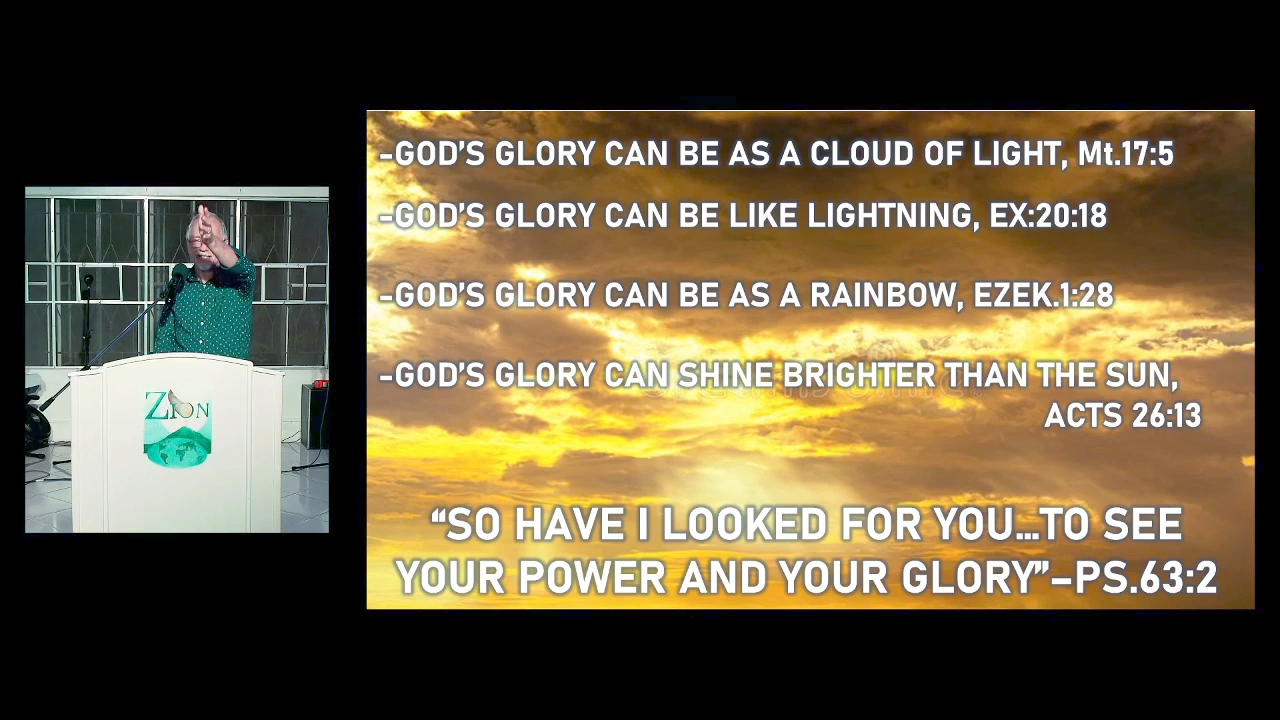 -GOD'S GLORY CAN BE AS A CLOUD OF LIGHT, Mt.17:5
-GOD'S GLORY CAN BE LIKE LIGHTNING, EX:20:18
-GOD'S GLORY CAN BE AS A RAINBOW, EZEK.1:28
-GOD'S GLORY CAN SHINE BRIGHTER THAN THE SUN,
ACTS 26:13
“SO HAVE I LOOKED FOR YOU...TO SEE
YOUR POWER AND YOUR GLORY”-PS.63:2
ZION